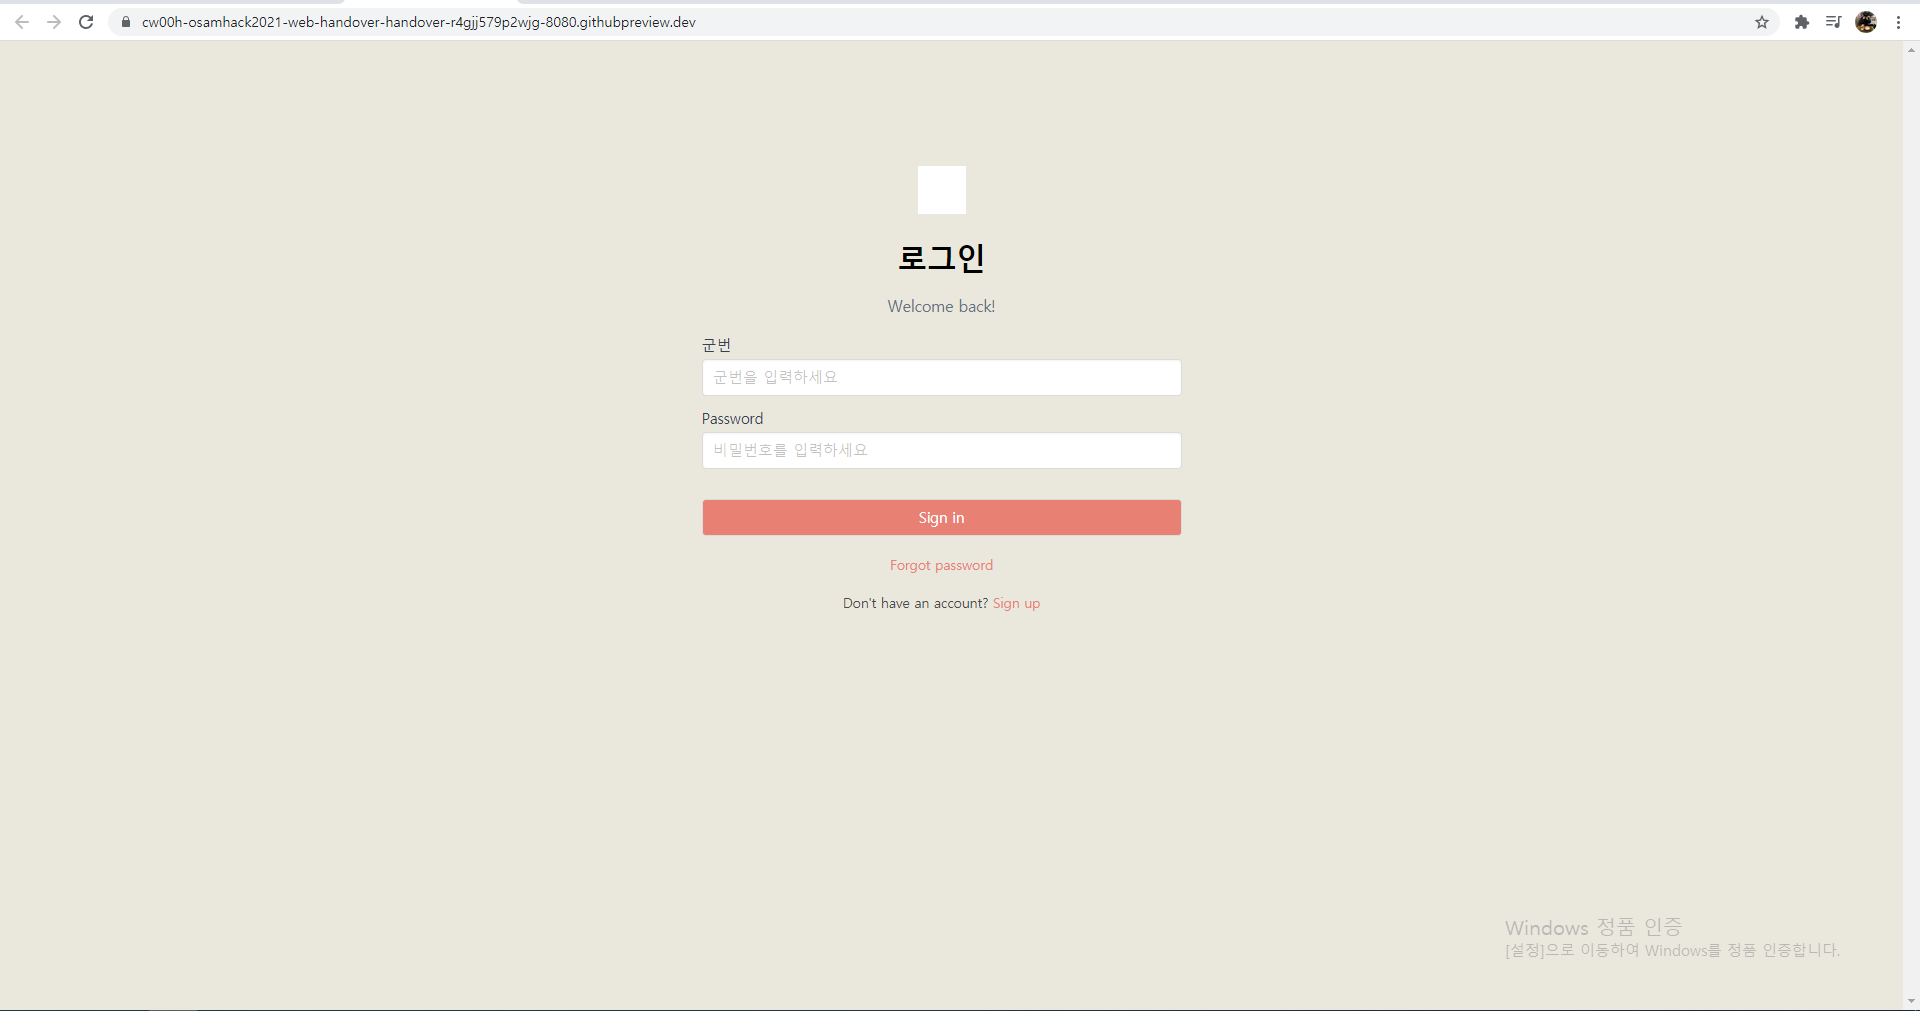 cw00h-osamhack2021-web-handover-handover-r4gjj579p2wjg-8080.githubpreview.dev
로그인
Welcome back!
군번
군번을 입력하세요
Password
비밀번호를 입력하세요
Sign in
Forgot password
Don't have an account? Sign up
Windows 정품 인증
[설정]으로 이동하여 Windows를 정품 인증합니다.